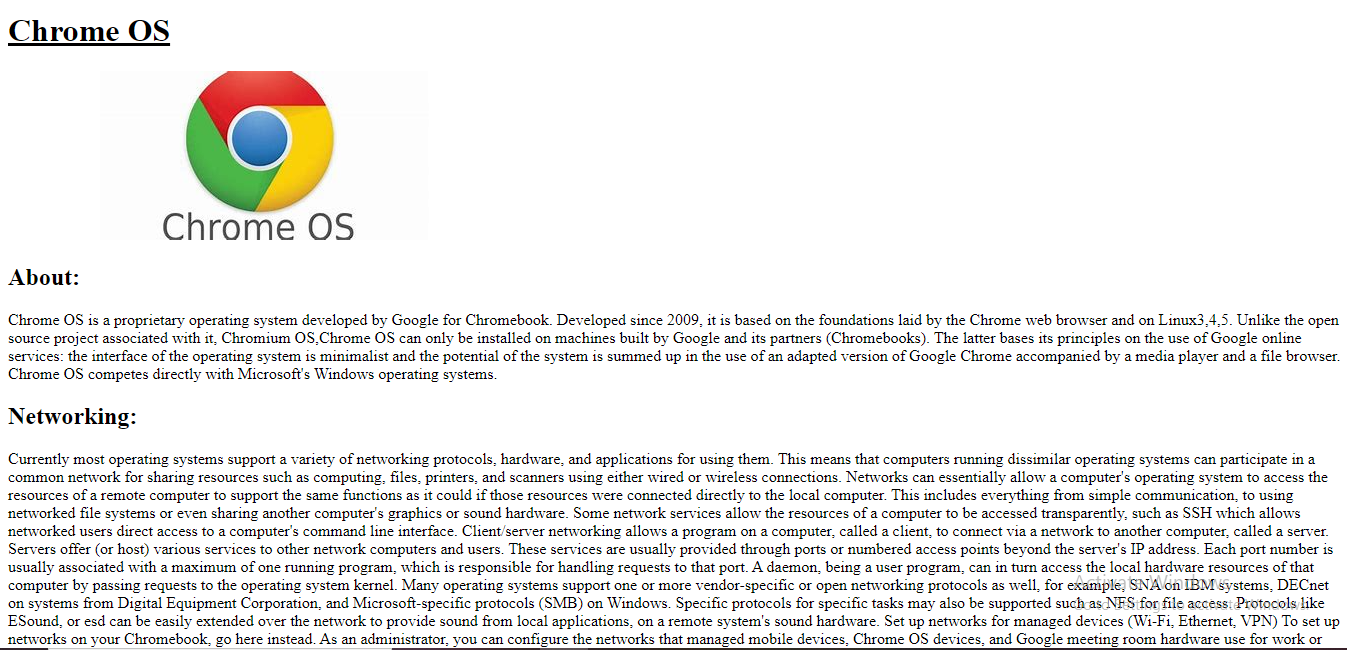 Chrome OS
Chrome OS
About:
Chrome OS is a proprietary operating system developed by Google for Chromebook. Developed since 2009, it is based on the foundations laid by the Chrome web browser and on Linux3,4,5. Unlike the open
source project associated with it, Chromium OS,Chrome OS can only be installed on machines built by Google and its partners (Chromebooks). The latter bases its principles on the use of Google online
services: the interface of the operating system is minimalist and the potential of the system is summed up in the use of an adapted version of Google Chrome accompanied by a media player and a file browser.
Chrome OS competes directly with Microsoft's Windows operating systems.
Networking:
Currently most operating systems support a variety of networking protocols, hardware, and applications for using them. This means that computers running dissimilar operating systems can participate in a
common network for sharing resources such as computing, files, printers, and scanners using either wired or wireless connections. Networks can essentially allow a computer's operating system to access the
resources of a remote computer to support the same functions as it could if those resources were connected directly to the local computer. This includes everything from simple communication, to using
networked file systems or even sharing another computer's graphics or sound hardware. Some network services allow the resources of a computer to be accessed transparently, such as SSH which allows
networked users direct access to a computer's command line interface. Client/server networking allows a program on a computer, called a client, to connect via a network to another computer, called a server.
Servers offer (or host) various services to other network computers and users. These services are usually provided through ports or numbered access points beyond the server's IP address. Each port number is
usually associated with a maximum of one running program, which is responsible for handling requests to that port. A daemon, being a user program, can in turn access the local hardware resources of that
computer by passing requests to the operating system kernel. Many operating systems support one or more vendor-specific or open networking protocols as well, for example, SNA on IBM systems, DECnet
on systems from Digital Equipment Corporation, and Microsoft-specific protocols (SMB) on Windows. Specific protocols for specific tasks may also be supported such as NFS for file access. Protocols like
ESound, or esd can be easily extended over the network to provide sound from local applications, on a remote system's sound hardware. Set up networks for managed devices (Wi-Fi, Ethernet, VPN) To set up
networks on your Chromebook, go here instead. As an administrator, you can configure the networks that managed mobile devices, Chrome OS devices, and Google meeting room hardware use for work or
Activate Windows
Go to Settings to activate Windows.